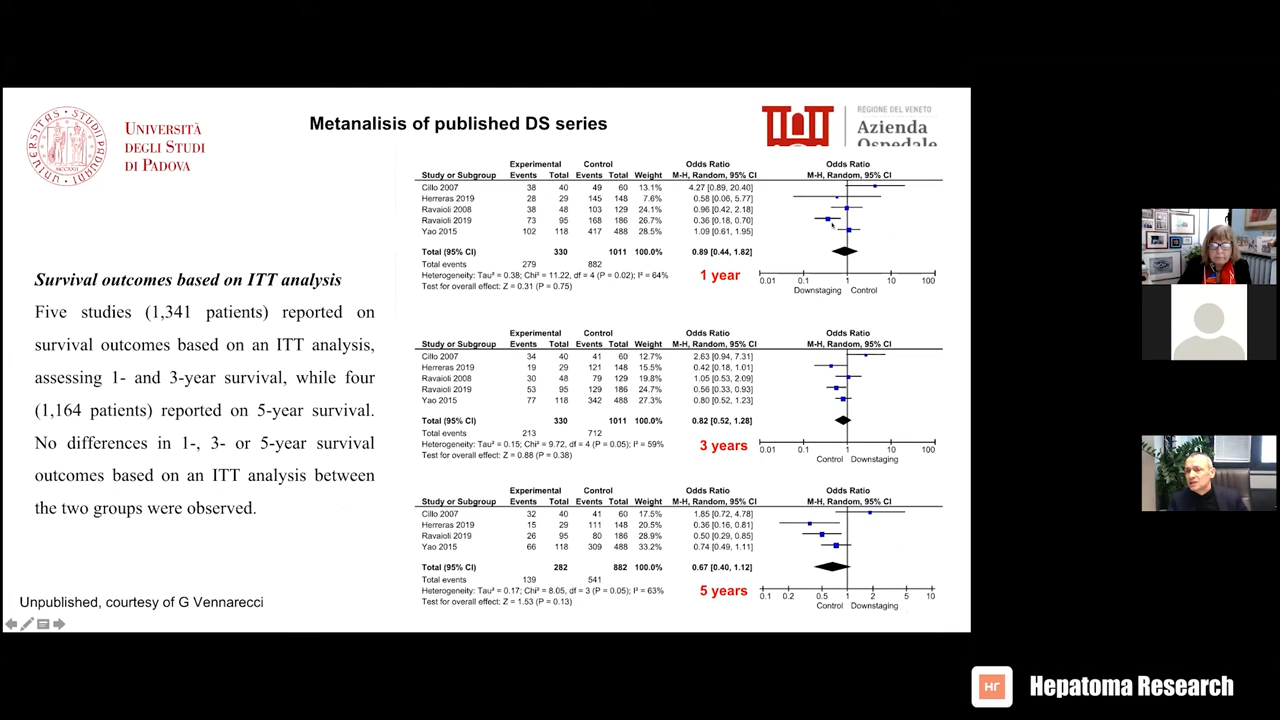 UNIVERSITÀ
DEGLI STUDI
DI PADOVA
Metanalisis of published DS series
REGIONE DEL VENETO
Azienda
Ospedale
Survival outcomes based on ITT analysis
Five studies (1,341 patients) reported on
survival outcomes based on an ITT analysis,
assessing 1- and 3-year survival, while four
(1,164 patients) reported on 5-year survival.
No differences in 1-, 3- or 5-year survival
outcomes based on an ITT analysis between
the two groups were observed.
Unpublished, courtesy of G Vennarecci
Experimental Control Odds Ratio Odds Ratio
Study or Subgroup Events Total Events Total Weight M-H, Random, 95% CI M-H, Random, 95% CI
Cillo 2007 38 40 49 60 13.1% 4.27 [0.89, 20.40]
Herreras 2019 28 29 145 148 7.6% 0.58 [0.06, 5.77]
Ravaioli 2008 38 48 103 129 24.1% 0.96 [0.42, 2.18]
Ravaioli 2019 73 95 168 186 26.7% 0.36 [0.18, 0.70]
Yao 2015 102 118 417 488 28.5% 1.09 [0.61, 1.95]
Total (95% CI) 330 1011 100.0% 0.89 [0.44, 1.82]
Total events 279 882
Heterogeneity: Tau² = 0.38; Chi² = 11.22, df = 4 (P = 0.02); I² = 64%
Test for overall effect: Z = 0.31 (P = 0.75)
1 year
0.01 0.1 1 10 100
Downstaging Control
Experimental Control Odds Ratio Odds Ratio
Study or Subgroup Events Total Events Total Weight M-H, Random, 95% CI M-H, Random, 95% CI
Cillo 2007 34 40 41 60 12.7% 2.63 [0.94, 7.31]
Herreras 2019 19 29 121 148 15.4% 0.42 [0.18, 1.01]
Ravaioli 2008 30 48 79 129 19.8% 1.05 [0.53, 2.09]
Ravaioli 2019 53 95 129 186 24.9% 0.56 [0.33, 0.93]
Yao 2015 77 118 342 488 27.3% 0.80 [0.52, 1.23]
Total (95% CI) 330 1011 100.0% 0.82 [0.52, 1.28]
Total events 213 712
Heterogeneity: Tau² = 0.15; Chi² = 9.72, df = 4 (P = 0.05); I² = 59%
Test for overall effect: Z = 0.88 (P = 0.38)
3 years
0.01 0.1 1 10 100
Control Downstaging
Experimental Control Odds Ratio Odds Ratio
Study or Subgroup Events Total Events Total Weight M-H, Random, 95% CI M-H, Random, 95% CI
Cillo 2007 32 40 41 60 17.5% 1.85 [0.72, 4.78]
Herreras 2019 15 29 111 148 20.5% 0.36 [0.16, 0.81]
Ravaioli 2019 26 95 80 186 28.9% 0.50 [0.29, 0.85]
Yao 2015 66 118 309 488 33.2% 0.74 [0.49, 1.11]
Total (95% CI) 282 882 100.0% 0.67 [0.40, 1.12]
Total events 139 541
Heterogeneity: Tau² = 0.17; Chi² = 8.05, df = 3 (P = 0.05); I² = 63%
Test for overall effect: Z = 1.53 (P = 0.13)
5 years
0.1 0.2 0.5 1 2 5 10
Control Downstaging
Hepatoma Research